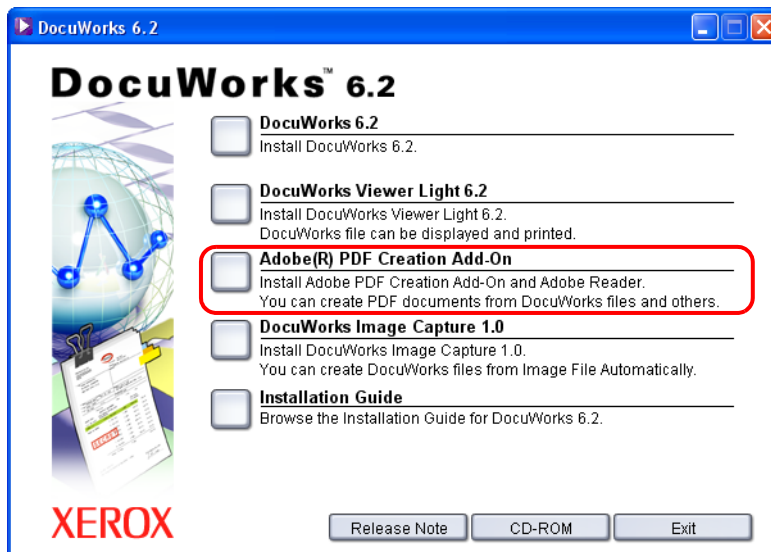 DocuWorks 6.2
DocuWorks™ 6.2
DocuWorks 6.2
Install DocuWorks 6.2.
DocuWorks Viewer Light 6.2
Install DocuWorks Viewer Light 6.2.
DocuWorks file can be displayed and printed.
Adobe(R) PDF Creation Add-On
Install Adobe PDF Creation Add-On and Adobe Reader.
You can create PDF documents from DocuWorks files and others.
DocuWorks Image Capture 1.0
Install DocuWorks Image Capture 1.0.
You can create DocuWorks files from Image File Automatically.
Installation Guide
Browse the Installation Guide for DocuWorks 6.2.
XEROX
Release Note
CD-ROM
Exit